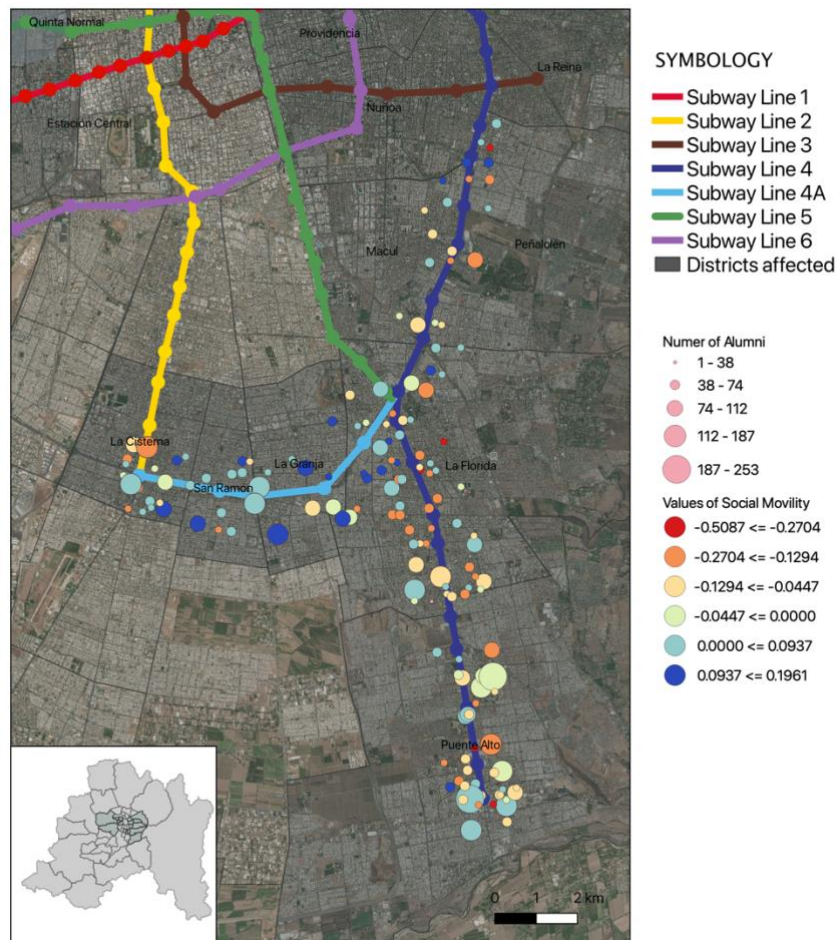 Quinta Normal
Providencia
La Reina
Ñuñoa
Estación Central
Macul
Peñalolén
La Cisterna
La Granja
La Florida
San Ramón
Puente Alto
0 1 2 km
SYMBOLOGY
Subway Line 1
Subway Line 2
Subway Line 3
Subway Line 4
Subway Line 4A
Subway Line 5
Subway Line 6
Districts affected
Numer of Alumni
1 - 38
38 - 74
74 - 112
112 - 187
187 - 253
Values of Social Movility
-0.5087 <= -0.2704
-0.2704 <= -0.1294
-0.1294 <= -0.0447
-0.0447 <= 0.0000
0.0000 <= 0.0937
0.0937 <= 0.1961